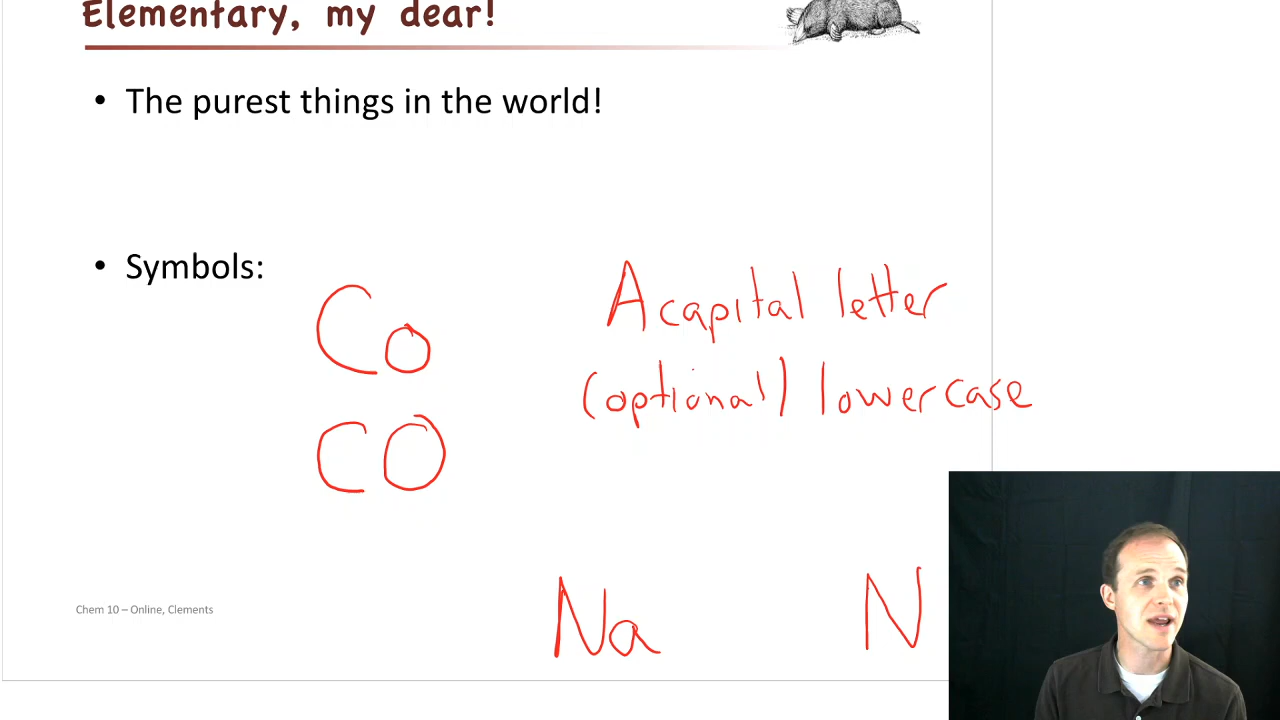 Elementary, my dear!
• The purest things in the world!
• Symbols:
Co
A capital letter
(optional) lowercase
CO
Na
N
Chem 10 – Online, Clements